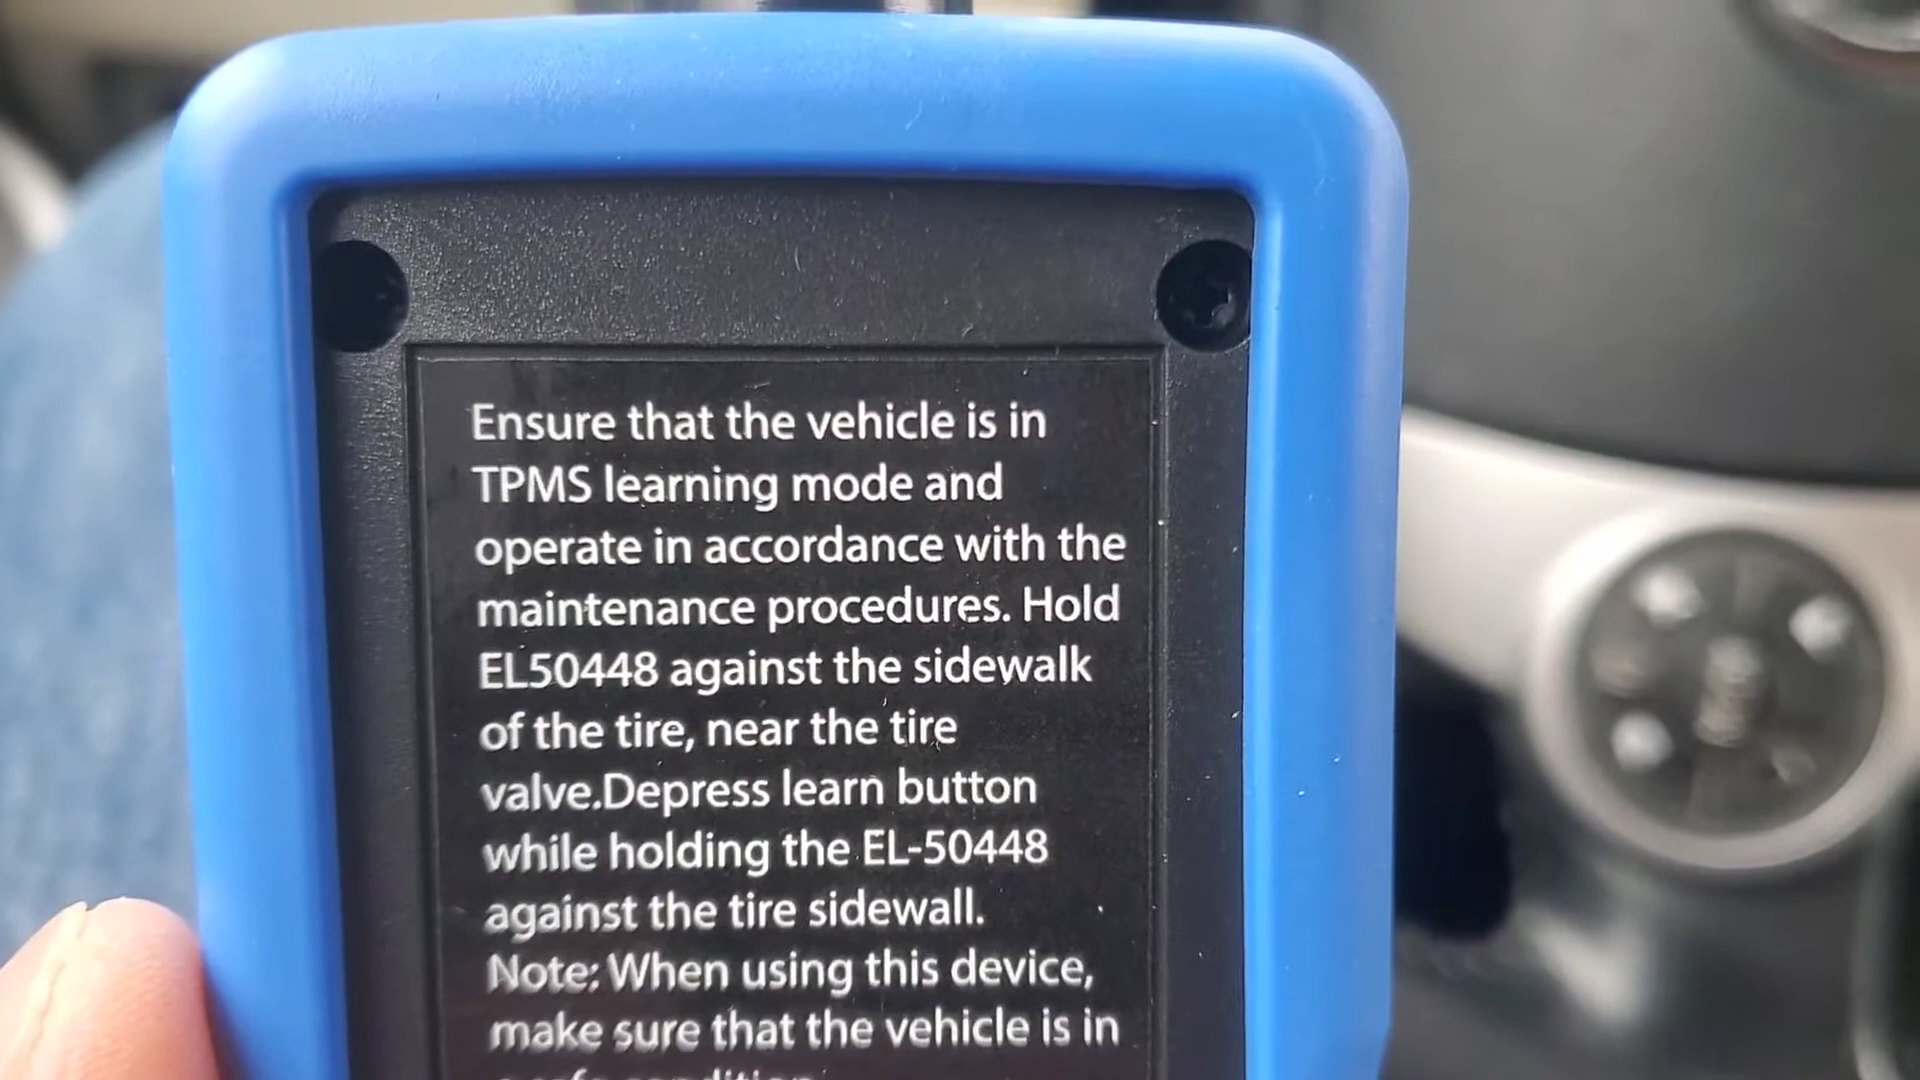 Ensure that the vehicle is in
TPMS learning mode and
operate in accordance with the
maintenance procedures. Hold
EL50448 against the sidewalk
of the tire, near the tire
valve.Depress learn button
while holding the EL-50448
against the tire sidewall.
Note: When using this device,
make sure that the vehicle is in
a safe condition